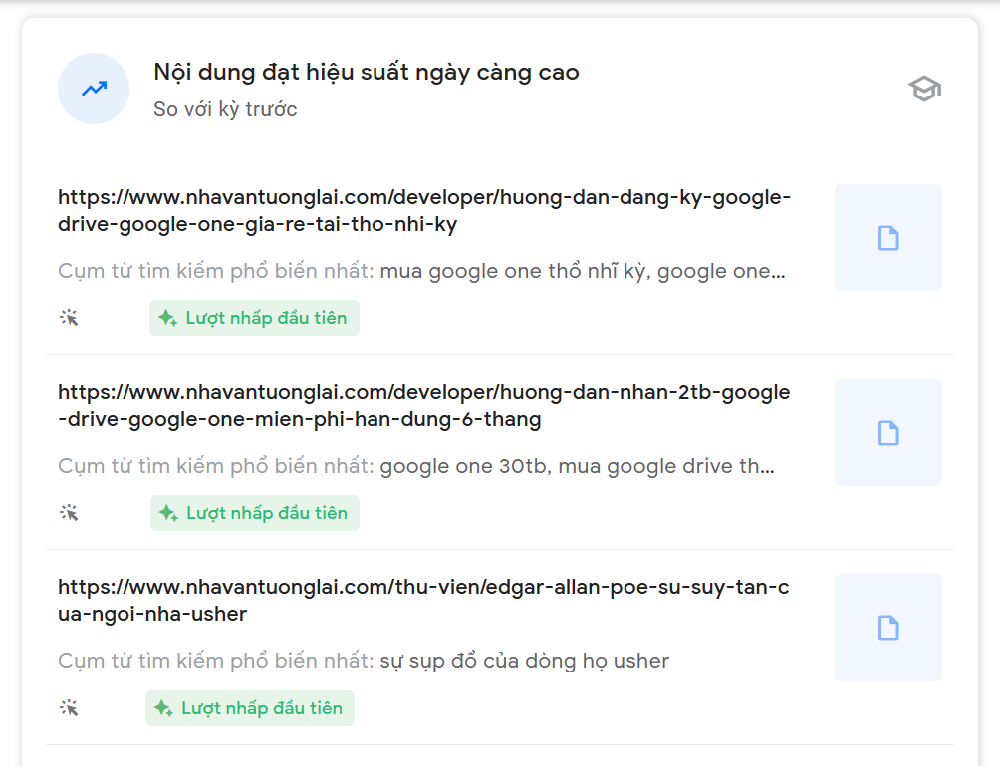 Nội dung đạt hiệu suất ngày càng cao
So với kỳ trước
https://www.nhavantuonglai.com/developer/huong-dan-dang-ky-google-
drive-google-one-gia-re-tai-tho-nhi-ky
Cụm từ tìm kiếm phổ biến nhất: mua google one thổ nhĩ kỳ, google one...
Lượt nhấp đầu tiên
https://www.nhavantuonglai.com/developer/huong-dan-nhan-2tb-google
-drive-google-one-mien-phi-han-dung-6-thang
Cụm từ tìm kiếm phổ biến nhất: google one 30tb, mua google drive th...
Lượt nhấp đầu tiên
https://www.nhavantuonglai.com/thu-vien/edgar-allan-poe-su-suy-tan-c
ua-ngoi-nha-usher
Cụm từ tìm kiếm phổ biến nhất: sự sụp đổ của dòng họ usher
Lượt nhấp đầu tiên